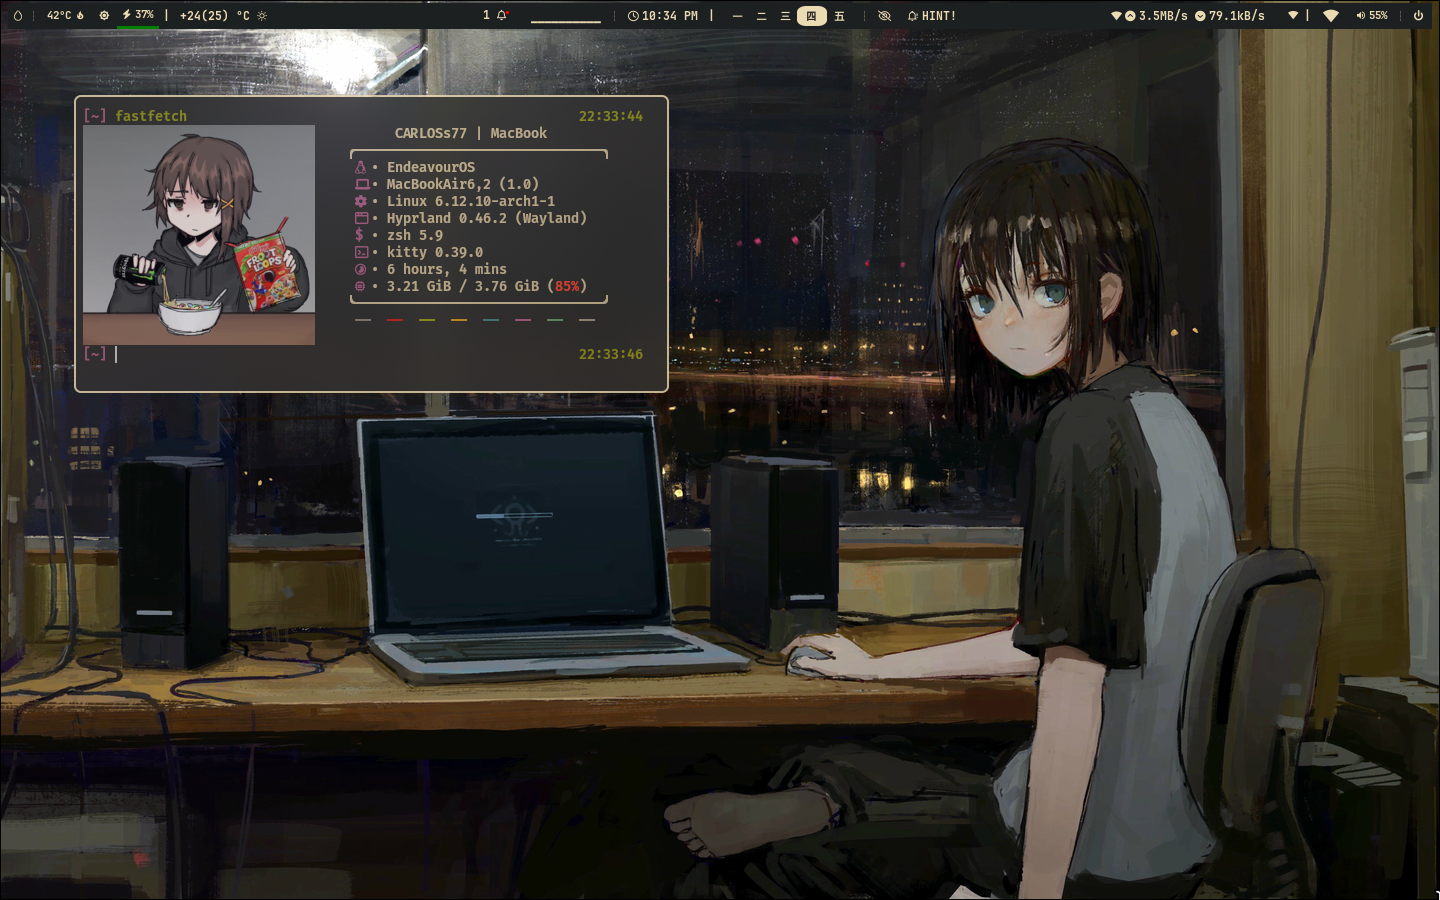 42°C 37% | +24(25) °C 1 10:34 PM | 一 二 三 四 五 HINT! 3.5MB/s 79.1kB/s | 55%
[~] fastfetch 22:33:44
CARLOSs77 | MacBook
• EndeavourOS
• MacBookAir6,2 (1.0)
• Linux 6.12.10-arch1-1
• Hyprland 0.46.2 (Wayland)
$ • zsh 5.9
• kitty 0.39.0
• 6 hours, 4 mins
• 3.21 GiB / 3.76 GiB (85%)
FROOT
LOOPS
[~] 22:33:46